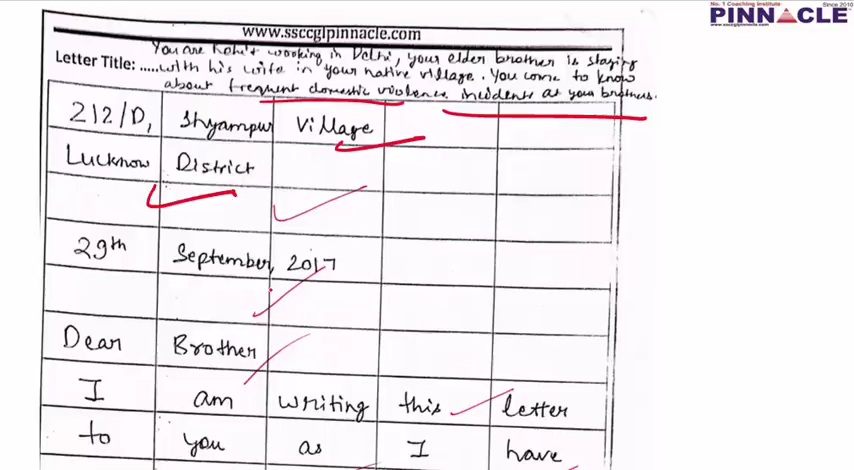 No. 1 Coaching Institute
Since 2010
PINNACLE
www.ssccglpinnacle.com
You are Rohit working in Delhi, your elder brother is staying
Letter Title: ..... with his wife in your native village. You come to know
about frequent domestic violence incidents at your brothers.
212/D, Shyampur Village
Lucknow District
29th September, 2017
Dear Brother
I am writing this letter
to you as I have